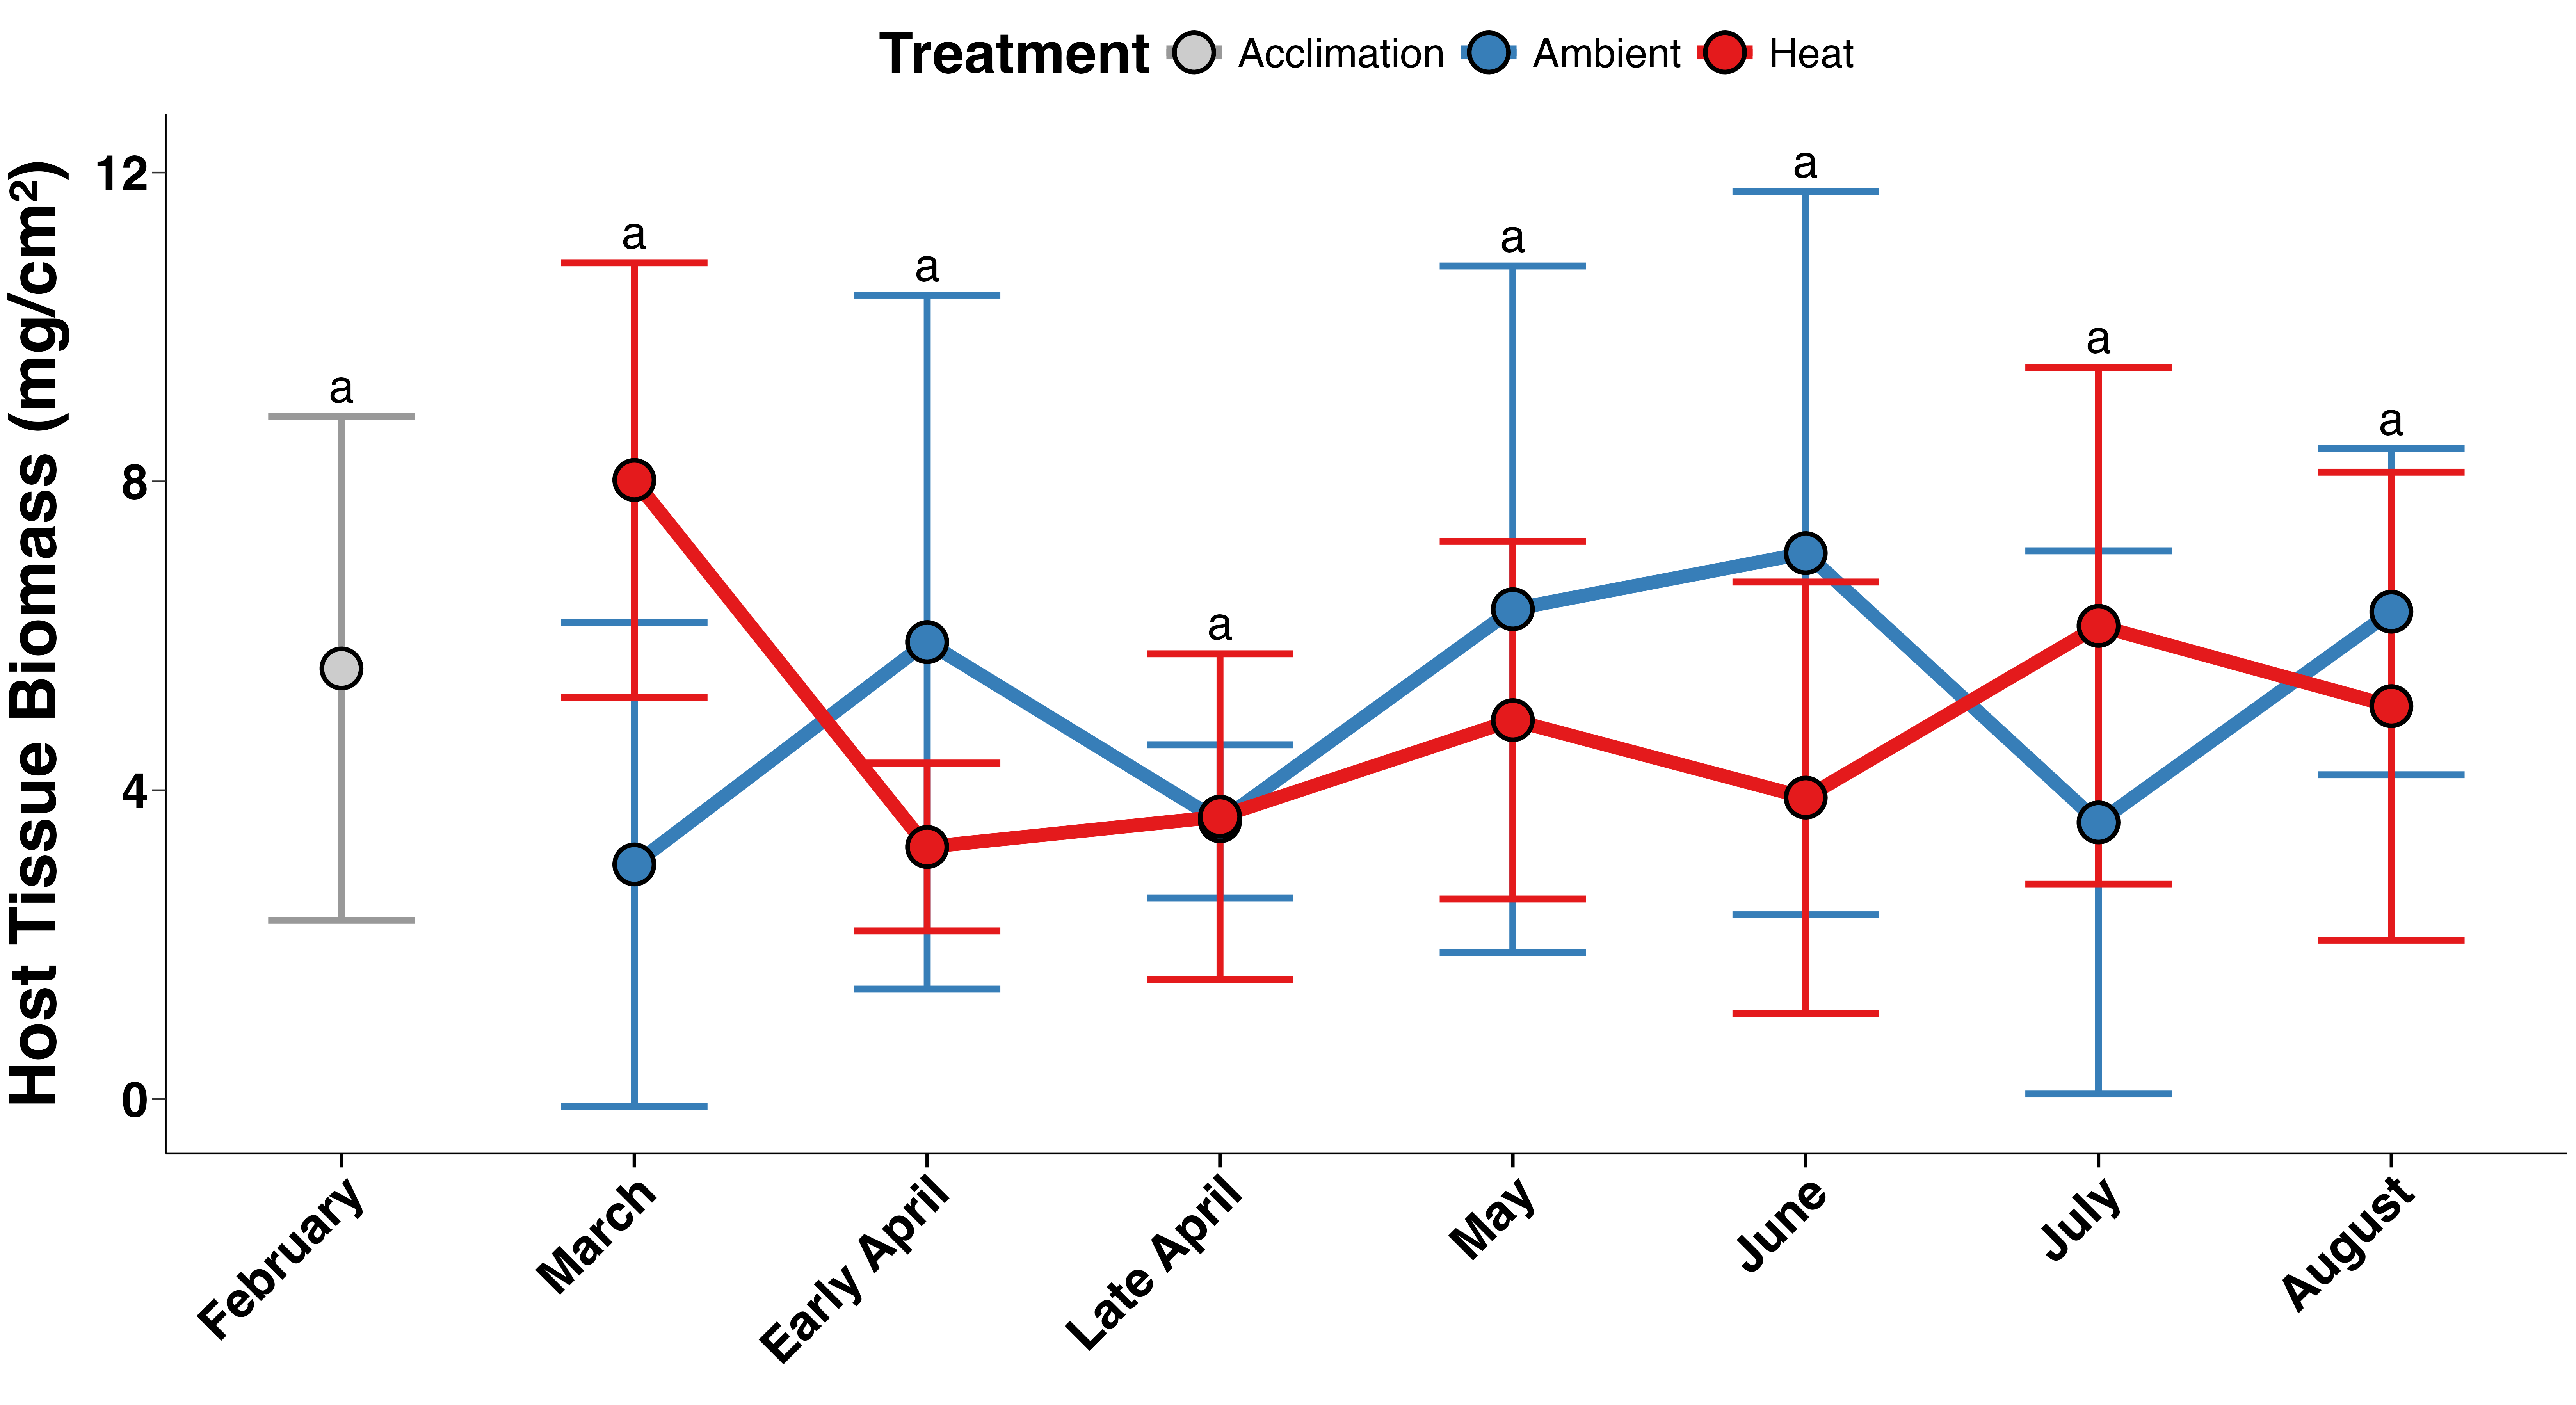 Treatment Acclimation Ambient Heat
Host Tissue Biomass (mg/cm²)
12
8
4
0
a
a
a
a
a
a
a
a
February
March
Early April
Late April
May
June
July
August